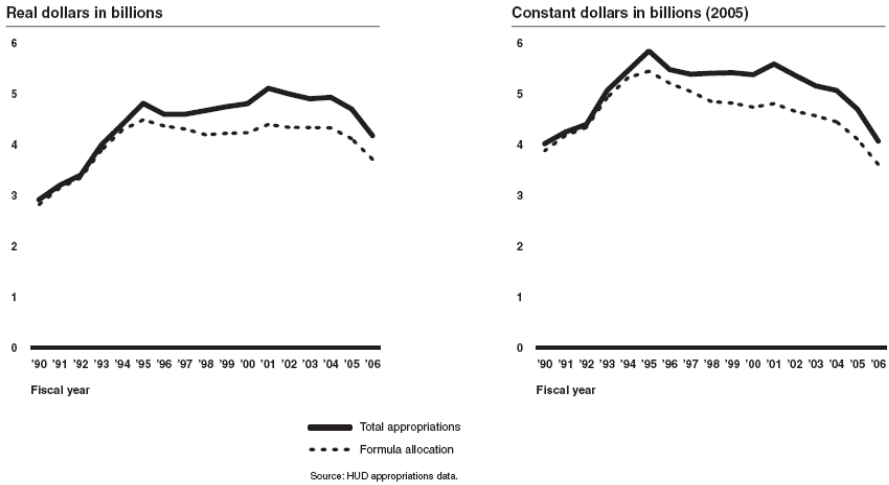 Real dollars in billions
6
5
4
3
2
1
0
'90 '91 '92 '93 '94 '95 '96 '97 '98 '99 '00 '01 '02 '03 '04 '05 '06
Fiscal year
Constant dollars in billions (2005)
6
5
4
3
2
1
0
'90 '91 '92 '93 '94 '95 '96 '97 '98 '99 '00 '01 '02 '03 '04 '05 '06
Fiscal year
Total appropriations
Formula allocation
Source: HUD appropriations data.